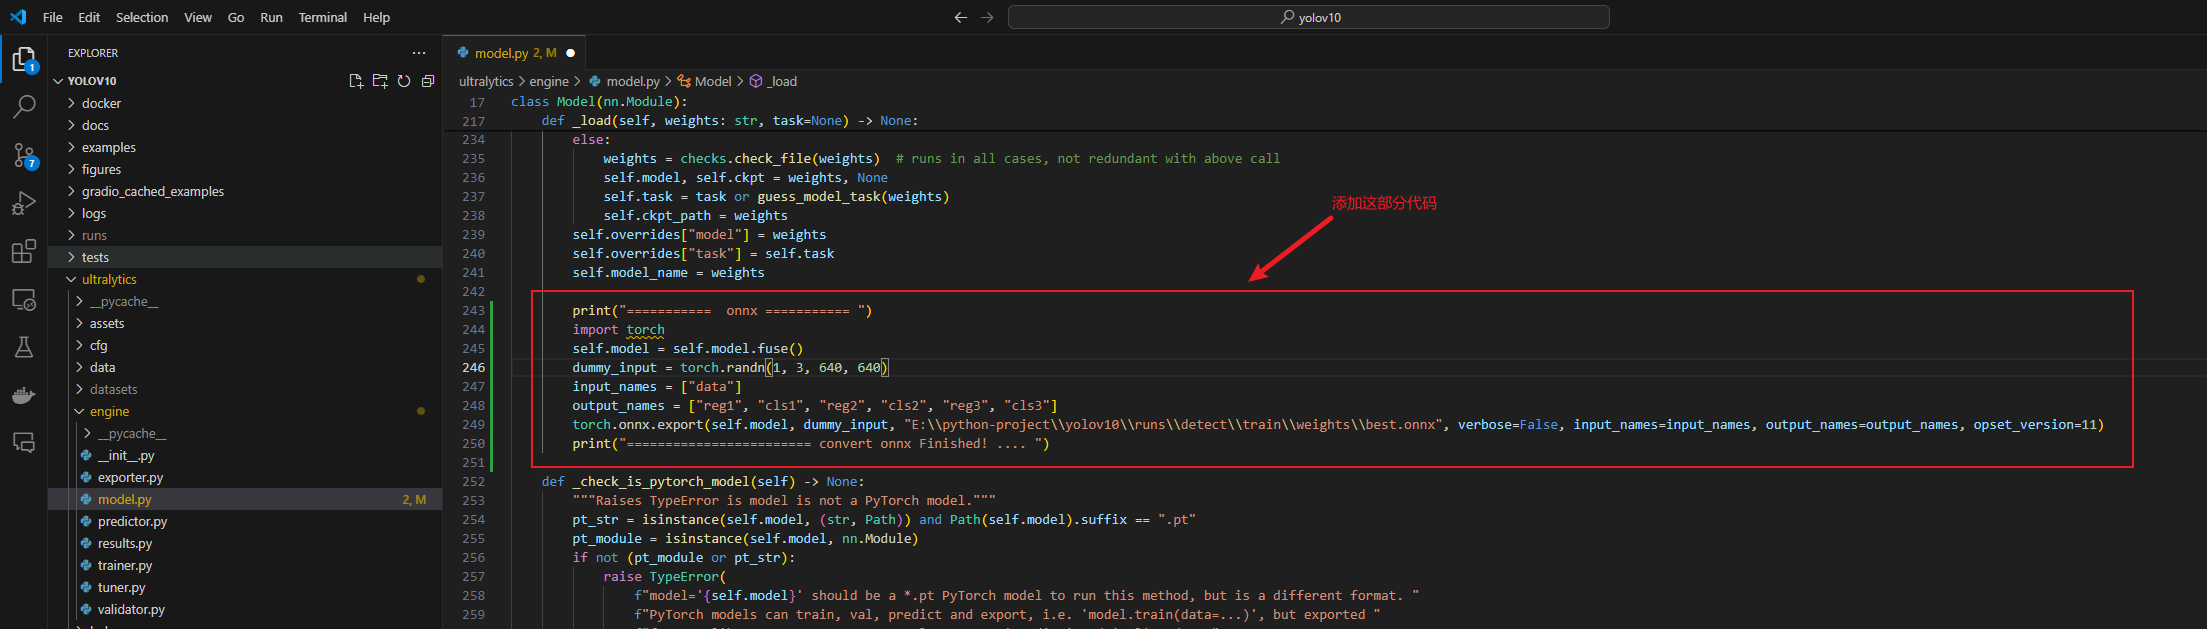 File Edit Selection View Go Run Terminal Help
yolov10
EXPLORER
YOLOV10
docker
docs
examples
figures
gradio_cached_examples
logs
runs
tests
ultralytics
__pycache__
assets
cfg
data
datasets
engine
__pycache__
__init__.py
exporter.py
model.py 2, M
predictor.py
results.py
trainer.py
tuner.py
validator.py
1
7
model.py 2, M
ultralytics > engine > model.py > Model > _load
17 class Model(nn.Module):
217 def _load(self, weights: str, task=None) -> None:
234 else:
235 weights = checks.check_file(weights)  # runs in all cases, not redundant with above call
236 self.model, self.ckpt = weights, None
237 self.task = task or guess_model_task(weights)
238 self.ckpt_path = weights
239 self.overrides["model"] = weights
240 self.overrides["task"] = self.task
241 self.model_name = weights
242
243 print("===========  onnx =========== ")
244 import torch
245 self.model = self.model.fuse()
246 dummy_input = torch.randn(1, 3, 640, 640)
247 input_names = ["data"]
248 output_names = ["reg1", "cls1", "reg2", "cls2", "reg3", "cls3"]
249 torch.onnx.export(self.model, dummy_input, "E:\\python-project\\yolov10\\runs\\detect\\train\\weights\\best.onnx", verbose=False, input_names=input_names, output_names=output_names, opset_version=11)
250 print("======================== convert onnx Finished! .... ")
251
252 def _check_is_pytorch_model(self) -> None:
253 """Raises TypeError is model is not a PyTorch model."""
254 pt_str = isinstance(self.model, (str, Path)) and Path(self.model).suffix == ".pt"
255 pt_module = isinstance(self.model, nn.Module)
256 if not (pt_module or pt_str):
257 raise TypeError(
258 f"model='{self.model}' should be a *.pt PyTorch model to run this method, but is a different format. "
259 f"PyTorch models can train, val, predict and export, i.e. 'model.train(data=...)', but exported "
添加这部分代码